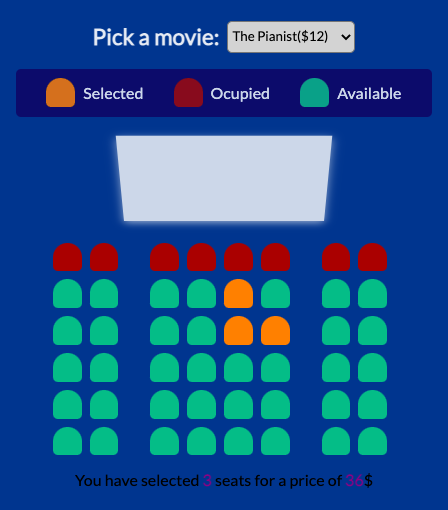 Pick a movie: The Pianist($12)
Selected Ocupied Available
You have selected 3 seats for a price of 36$